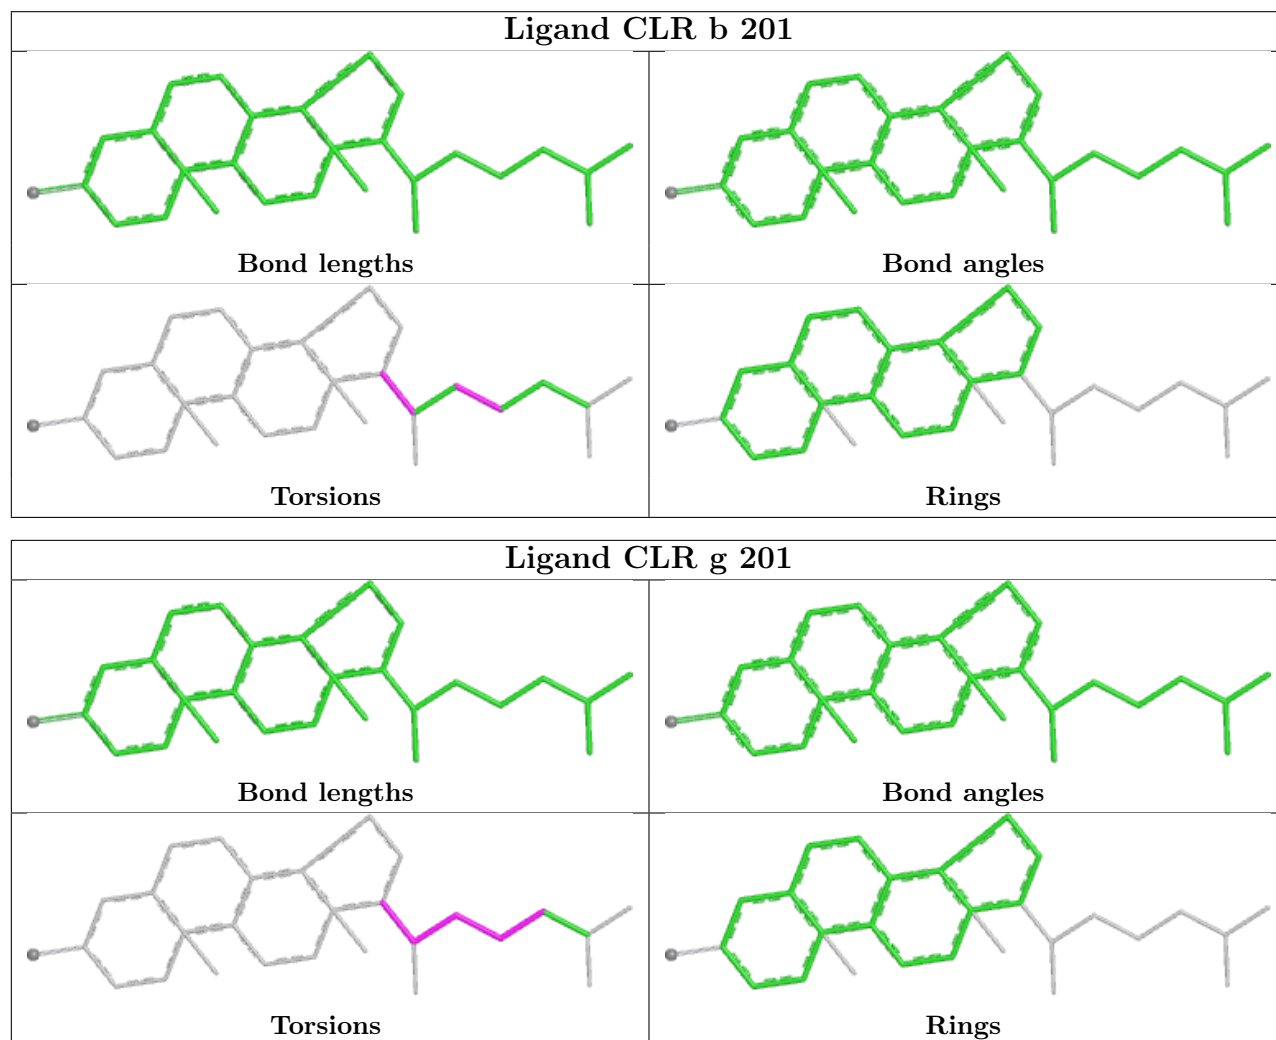 Ligand CLR b 201
Bond lengths
Bond angles
Torsions
Rings
Ligand CLR g 201
Bond lengths
Bond angles
Torsions
Rings